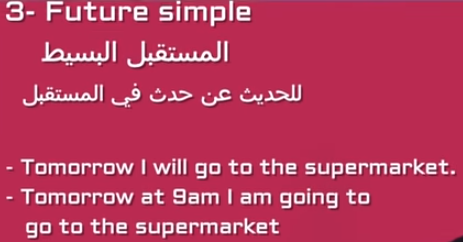 3- Future simple
المستقبل البسيط
للحديث عن حدث في المستقبل
- Tomorrow I will go to the supermarket.
- Tomorrow at 9am I am going to
go to the supermarket